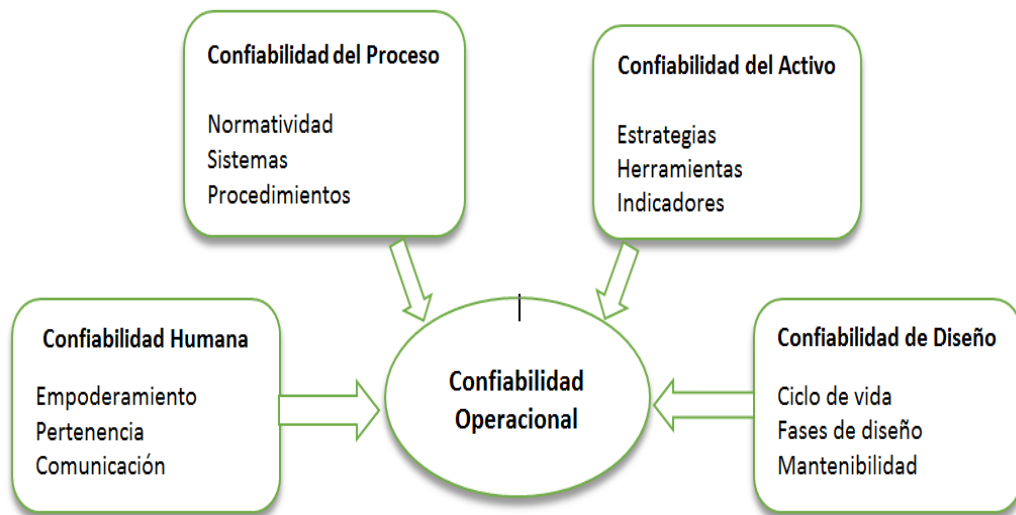 Confiabilidad del Proceso
Normatividad
Sistemas
Procedimientos
Confiabilidad del Activo
Estrategias
Herramientas
Indicadores
Confiabilidad Humana
Empoderamiento
Pertenencia
Comunicación
Confiabilidad
Operacional
Confiabilidad de Diseño
Ciclo de vida
Fases de diseño
Mantenibilidad